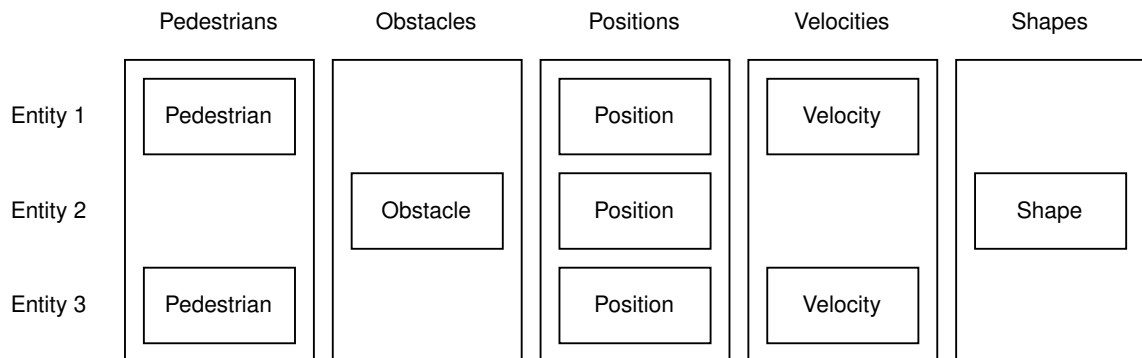 Pedestrians Obstacles Positions Velocities Shapes
Entity 1 Pedestrian Position Velocity
Entity 2 Obstacle Position Shape
Entity 3 Pedestrian Position Velocity